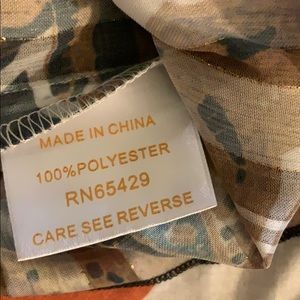 MADE IN CHINA
100%POLYESTER
RN65429
CARE SEE REVERSE